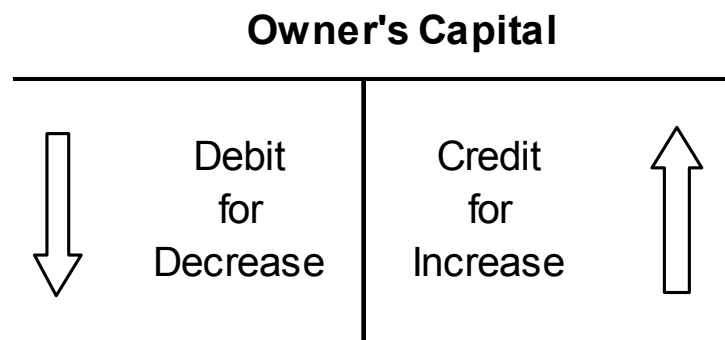 Owner's Capital
Debit
for
Decrease
Credit
for
Increase